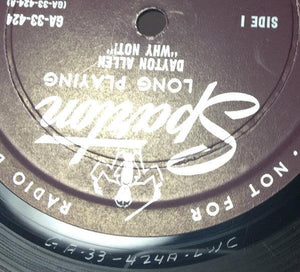 NOT FOR
RADIO B
Sparton
LONG PLAYING
DAYTON ALLEN
"WHY NOT!"
SIDE 1
GA-33-424
(GA-33-424-A)
GA·33-424A·LWC